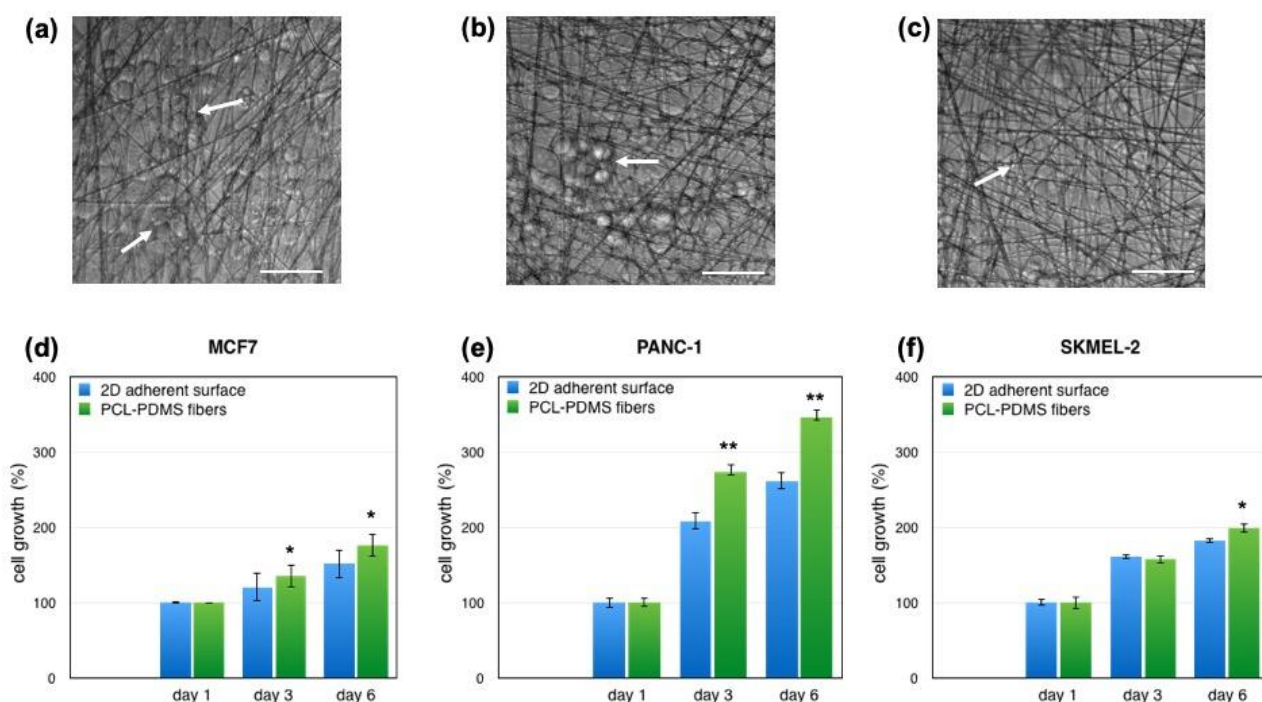 (a)
(b)
(c)
(d) MCF7
400
300
200
100
0
cell growth (%)
2D adherent surface
PCL-PDMS fibers
*
*
day 1 day 3 day 6
(e) PANC-1
400
300
200
100
0
cell growth (%)
2D adherent surface
PCL-PDMS fibers
**
**
day 1 day 3 day 6
(f) SKMEL-2
400
300
200
100
0
cell growth (%)
2D adherent surface
PCL-PDMS fibers
*
day 1 day 3 day 6